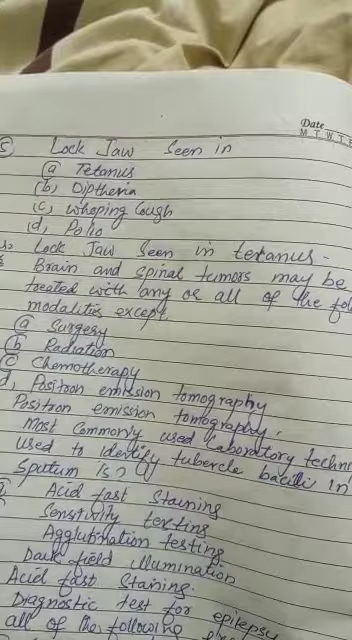 Date
M T W T F
5 Lock Jaw Seen in
(a Tetanus
(b) Diptheria
(c) Whoping Cough
(d) Polio
Lock Jaw Seen in tetanus -
Brain and spinal tumors may be
treated with any or all of the
modalities except.
(a Surgery
(b Radiation
(c Chemotherapy
d, Positron emission tomography
Positron emission tomography.
most commonly used laboratory
used to identify tubercle bacilli in
Sputum is?
Acid fast Staining
Sensitivity testing
Agglutination testing
Dark field illumination
Acid fast Staining.
Diagnostic test for epilepsy
all of the following